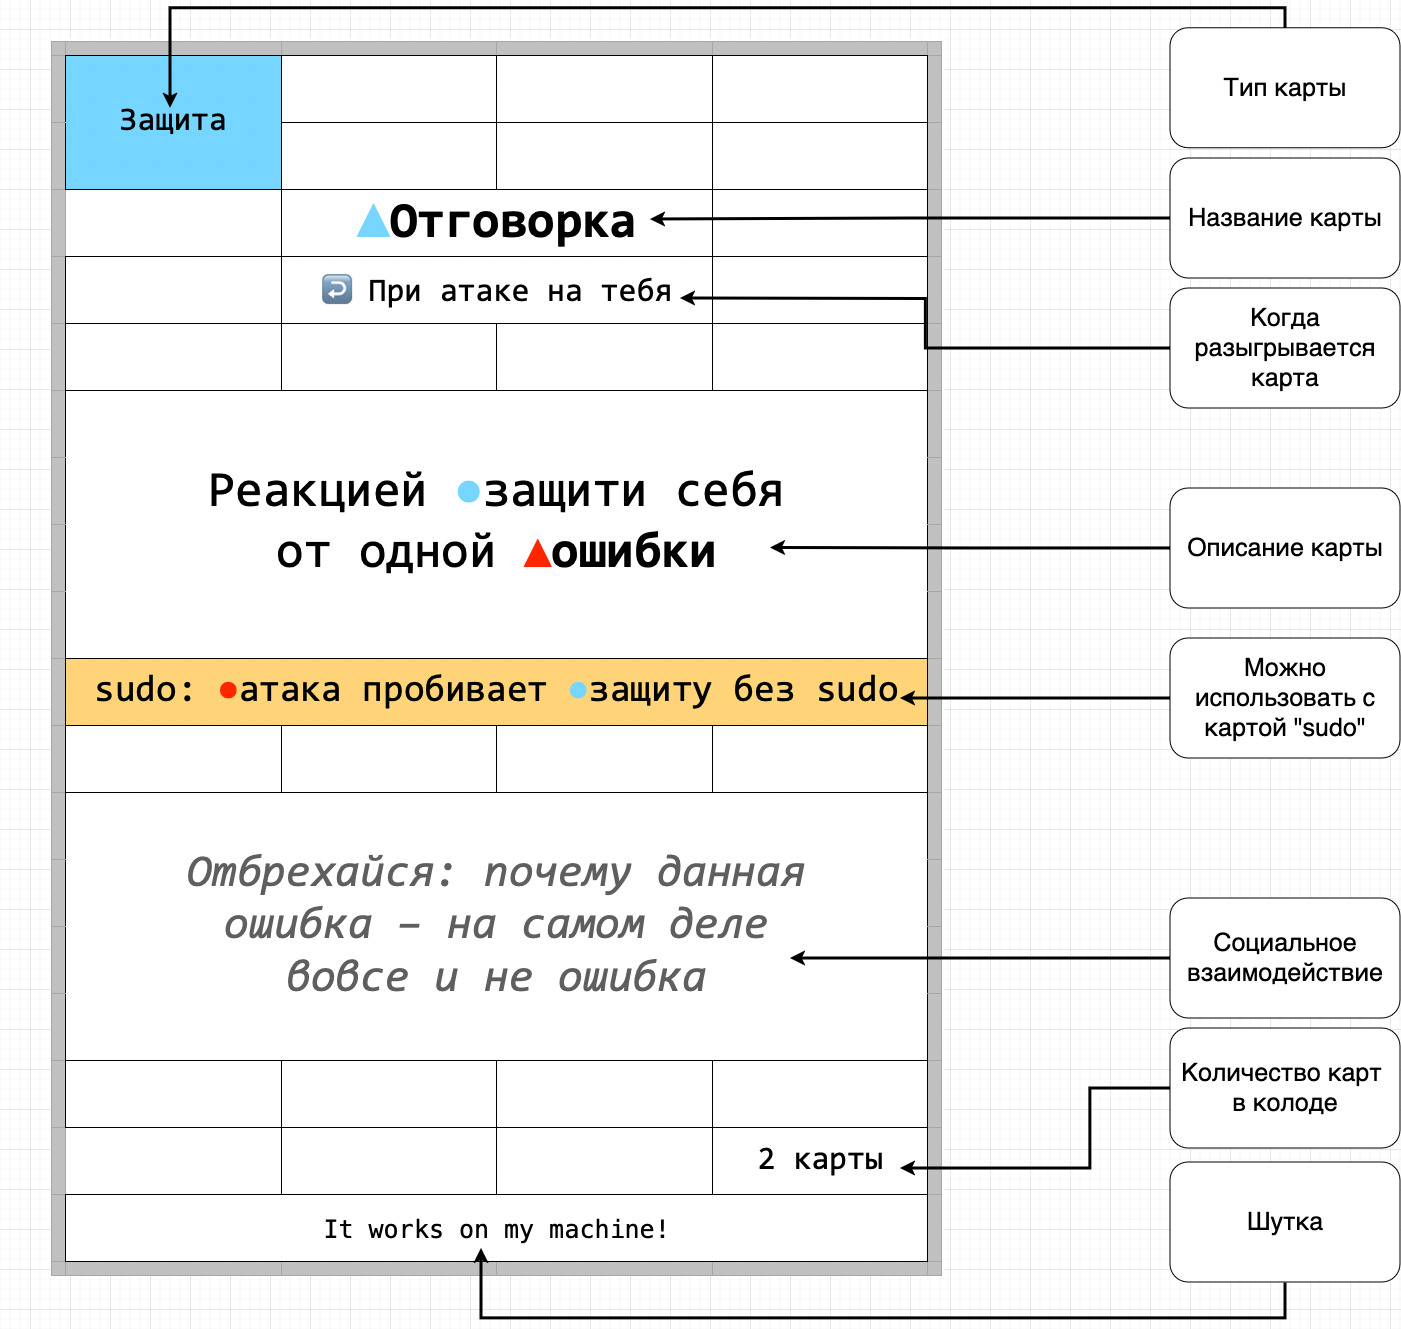 Защита
Отговорка
При атаке на тебя
Реакцией защити себя
от одной ошибки
sudo: атака пробивает защиту без sudo
Отбрехайся: почему данная
ошибка – на самом деле
вовсе и не ошибка
2 карты
It works on my machine!
Тип карты
Название карты
Когда
разыгрывается
карта
Описание карты
Можно
использовать с
картой "sudo"
Социальное
взаимодействие
Количество карт
в колоде
Шутка